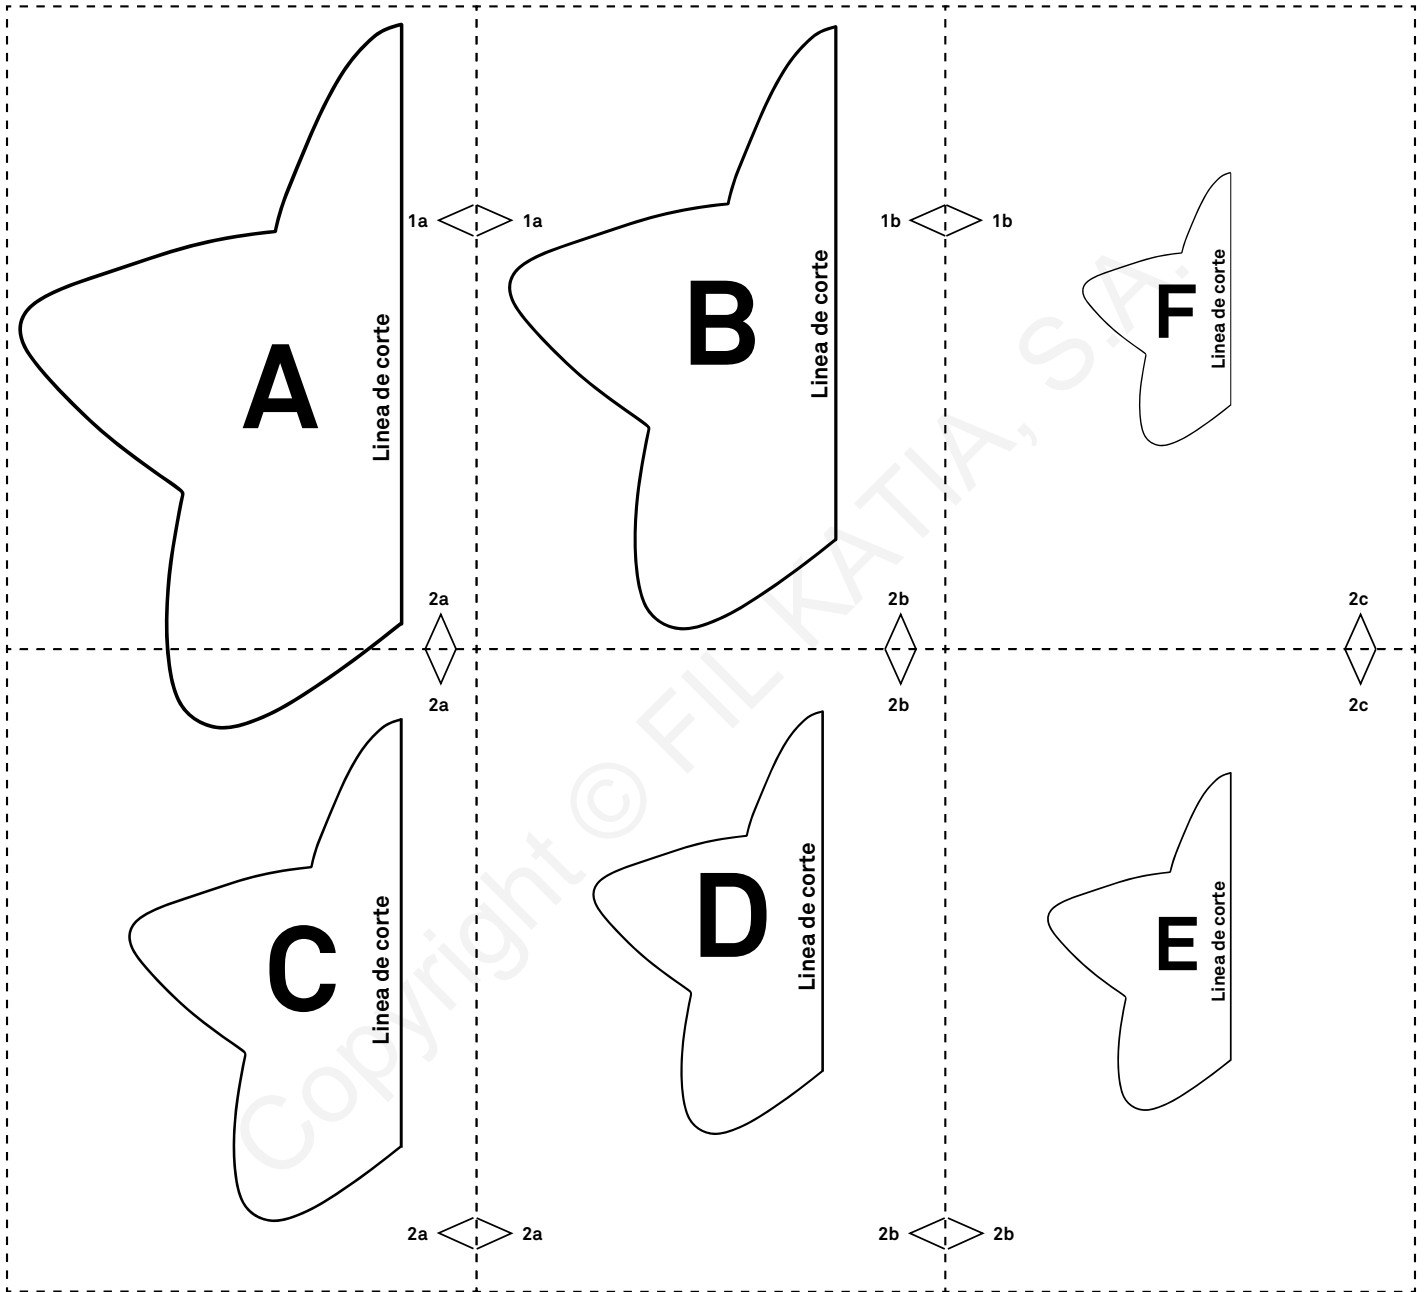 1a
1a
1b
1b
A
Linea de corte
B
Linea de corte
F
Linea de corte
2a
2b
2c
2a
2b
2c
C
Linea de corte
D
Linea de corte
E
Linea de corte
2a
2a
2b
2b
Copyright © FIL KATIA, S.A.